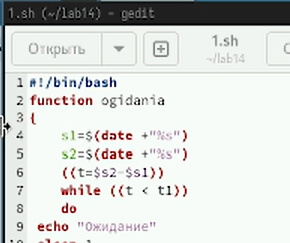 1.sh (~/lab14) - gedit
Открыть
1.sh
~/lab14
1 #!/bin/bash
2 function ogidania
3 {
4 s1=$(date +"%s")
5 s2=$(date +"%s")
6 ((t=$s2-$s1))
7 while ((t < t1))
8 do
9 echo "Ожидание"